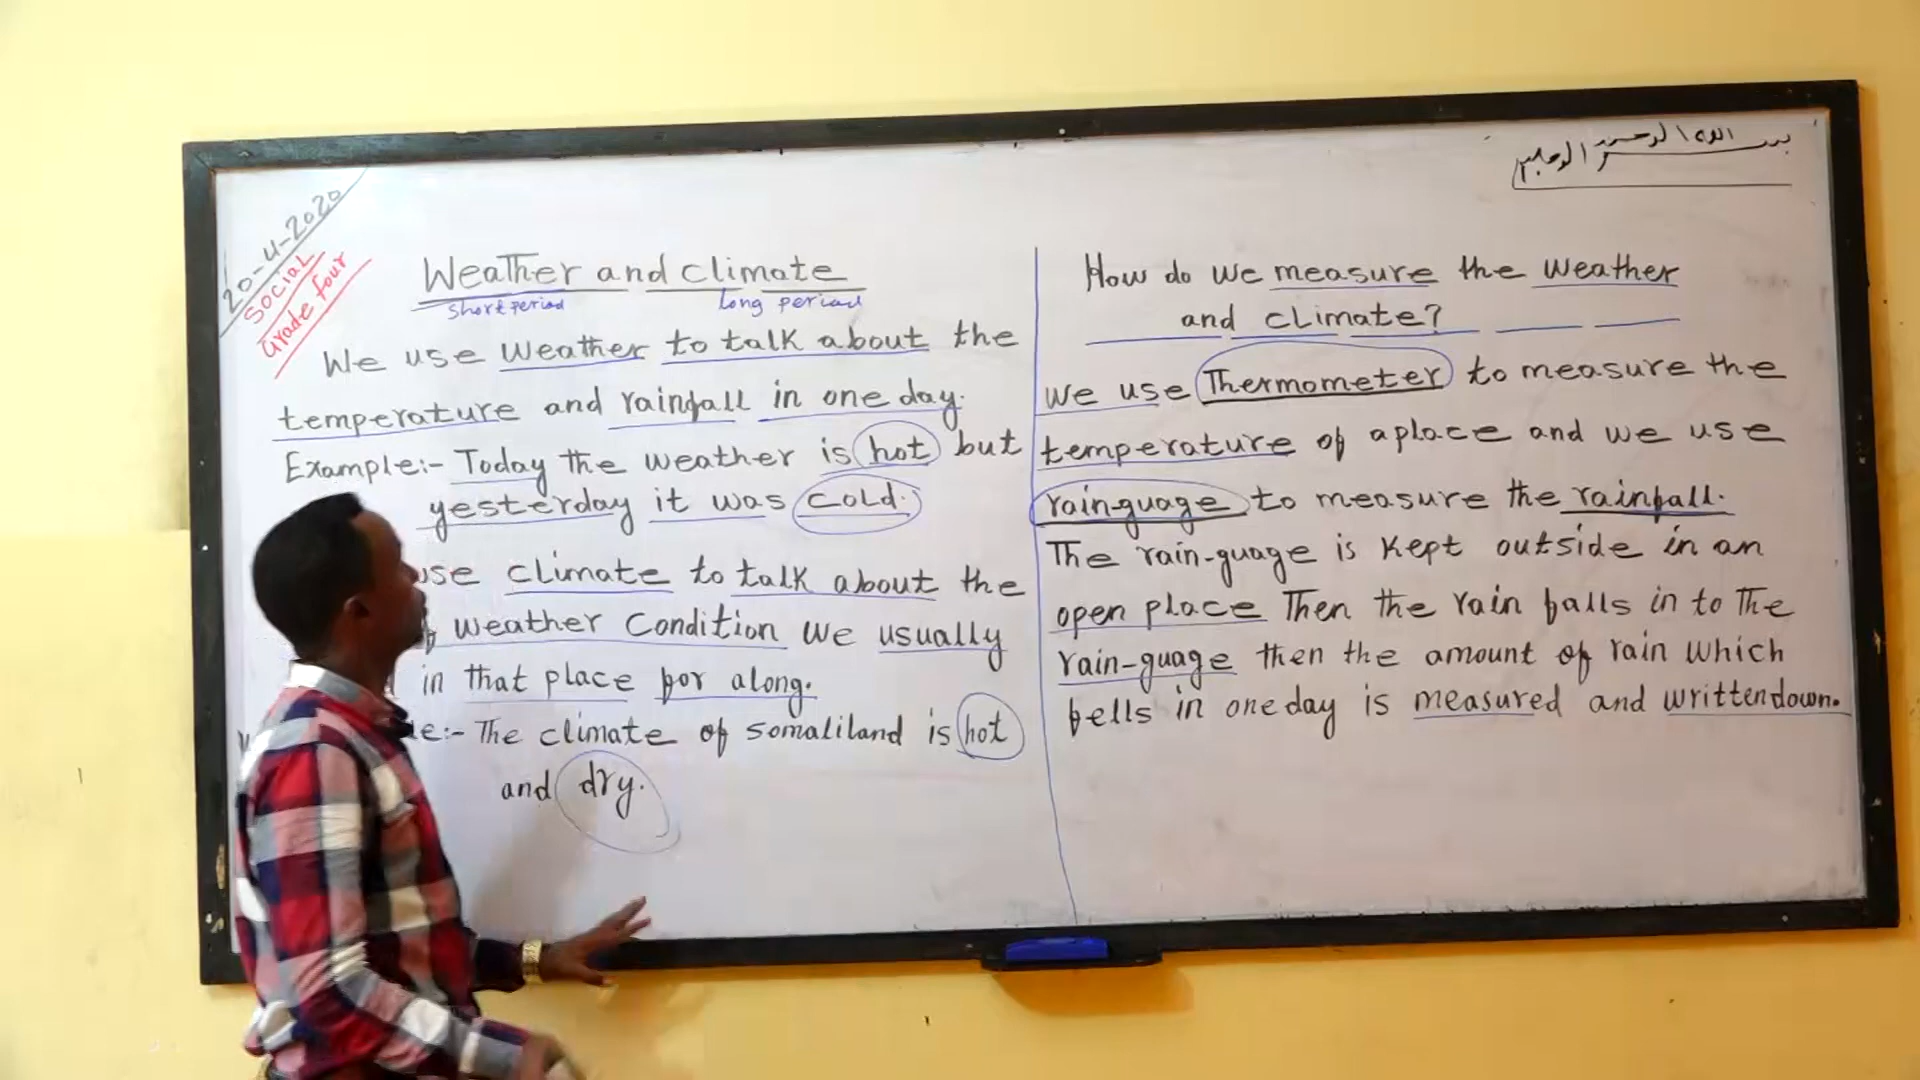 20-4-2020
Social
Grade four
Weather and climate
short period long period
We use weather to talk about the
temperature and rainfall in one day.
Example:- Today the weather is hot but
yesterday it was cold.
use climate to talk about the
weather condition we usually
in that place for along.
The climate of somaliland is hot
and dry.
بسم الله الرحمن الرحيم
How do we measure the weather
and climate?
We use Thermometer to measure the
temperature of aplace and we use
rain-guage to measure the rainfall.
The rain-guage is kept outside in an
open place Then the rain falls in to The
rain-guage then the amount of rain which
fells in one day is measured and written down.